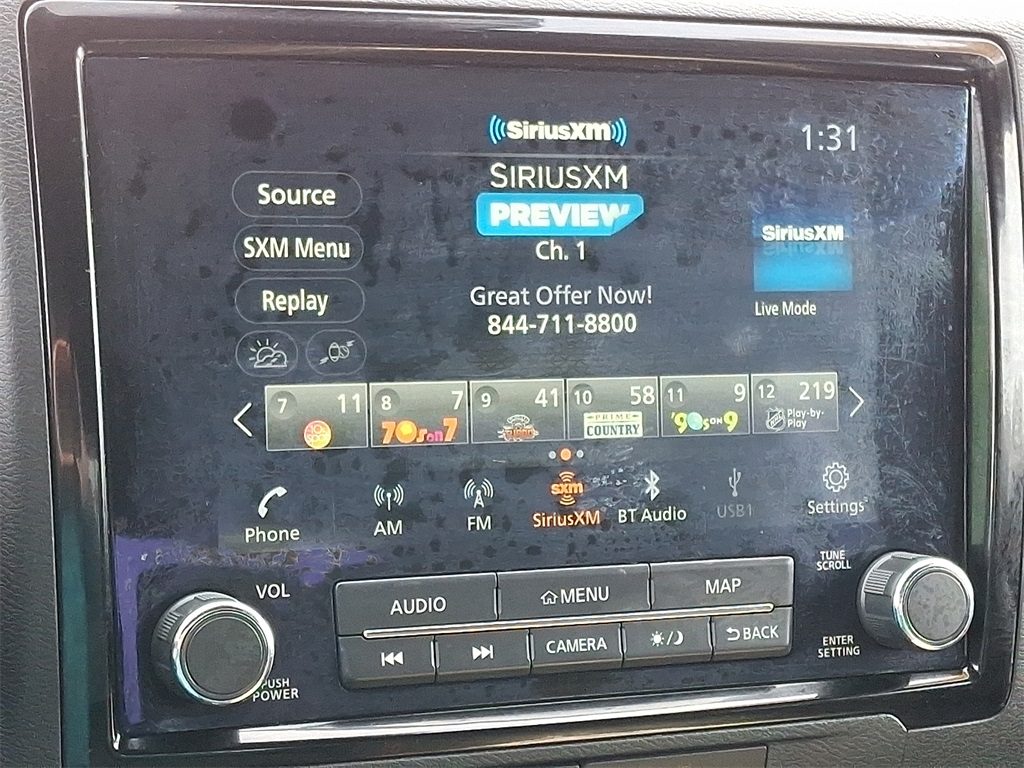 SiriusXM
1:31
SIRIUSXM
PREVIEW
Ch. 1
Source
SXM Menu
Replay
Great Offer Now!
844-711-8800
SiriusXM
Live Mode
7 11
8 7
9 41
10 58
11 9
12 219
70s on 7
PRIME
COUNTRY
'90s ON 9
NHL
Play-by-
Play
Phone
AM
FM
sxm
SiriusXM
BT Audio
USB1
Settings
VOL
PUSH
POWER
AUDIO
MENU
MAP
CAMERA
BACK
TUNE
SCROLL
ENTER
SETTING